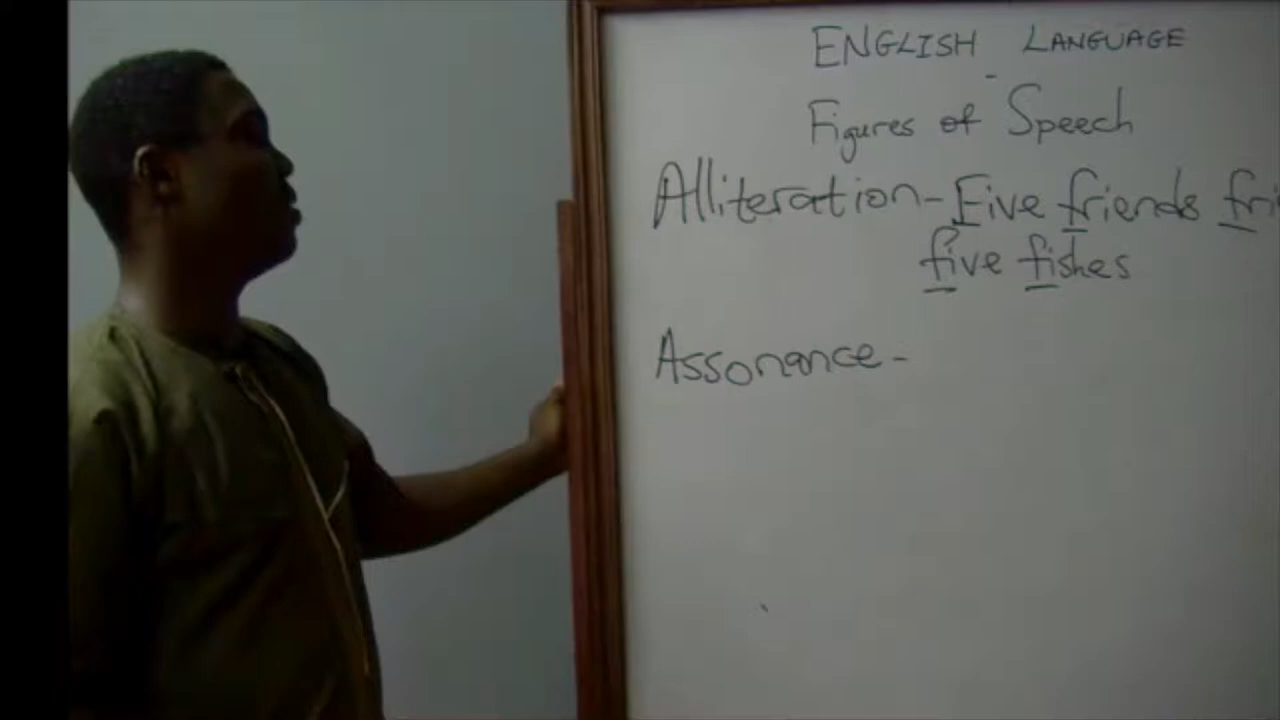 ENGLISH LANGUAGE
-
Figures of Speech
Alliteration - Five friends
five fishes
Assonance -